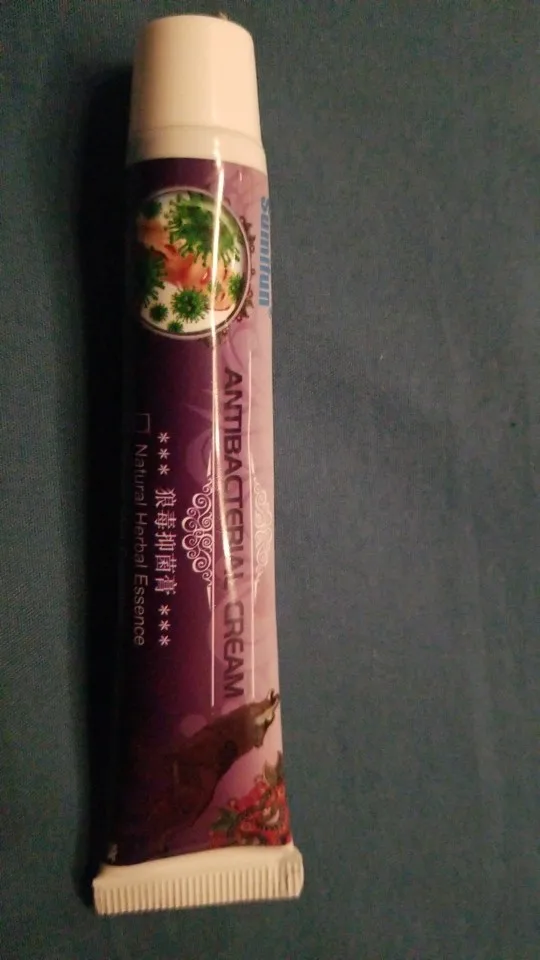 sumifun
ANTIBACTERIAL CREAM
*** 狼毒抑菌膏 ***
Natural Herbal Essence